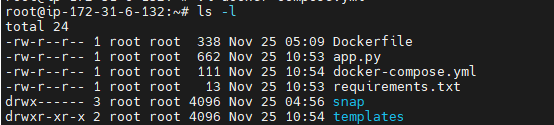 root@ip-172-31-6-132:~# ls -l
total 24
-rw-r--r-- 1 root root  338 Nov 25 05:09 Dockerfile
-rw-r--r-- 1 root root  662 Nov 25 10:53 app.py
-rw-r--r-- 1 root root  111 Nov 25 10:54 docker-compose.yml
-rw-r--r-- 1 root root   13 Nov 25 10:53 requirements.txt
drwx------ 3 root root 4096 Nov 25 04:56 snap
drwxr-xr-x 2 root root 4096 Nov 25 10:54 templates